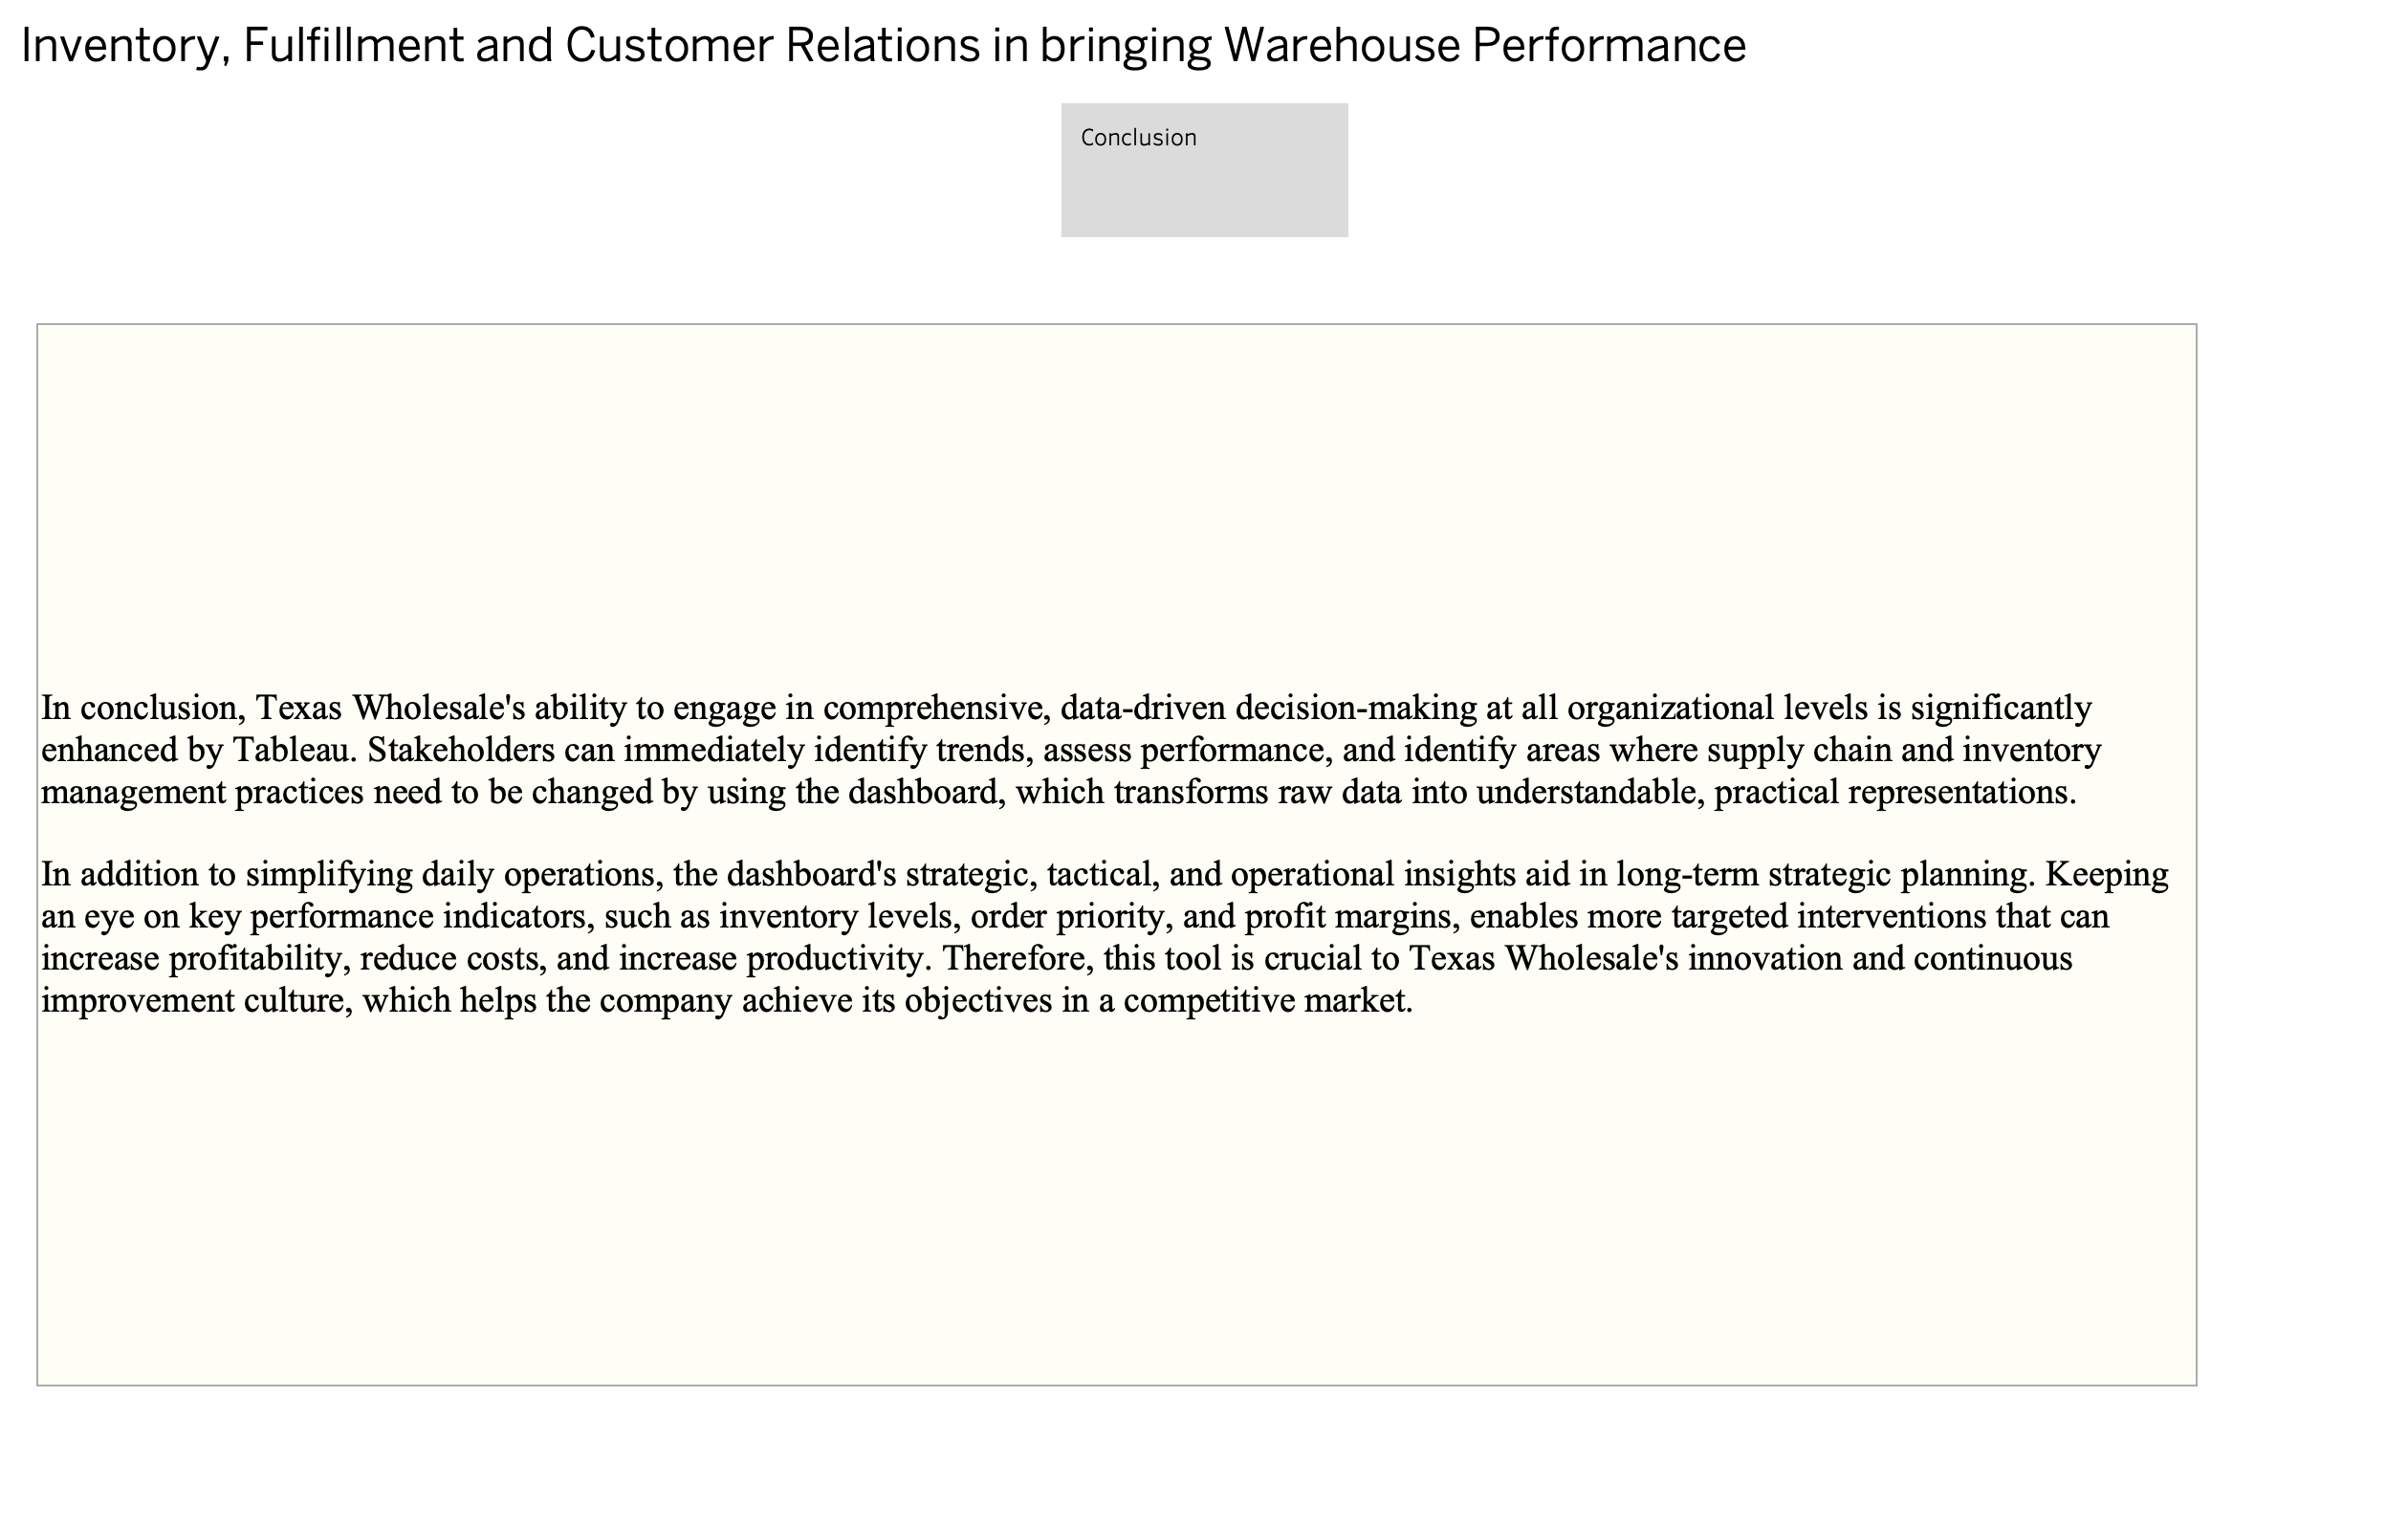 Inventory, Fulfillment and Customer Relations in bringing Warehouse Performance
Conclusion
In conclusion, Texas Wholesale's ability to engage in comprehensive, data-driven decision-making at all organizational levels is significantly
enhanced by Tableau. Stakeholders can immediately identify trends, assess performance, and identify areas where supply chain and inventory
management practices need to be changed by using the dashboard, which transforms raw data into understandable, practical representations.
In addition to simplifying daily operations, the dashboard's strategic, tactical, and operational insights aid in long-term strategic planning. Keeping
an eye on key performance indicators, such as inventory levels, order priority, and profit margins, enables more targeted interventions that can
increase profitability, reduce costs, and increase productivity. Therefore, this tool is crucial to Texas Wholesale's innovation and continuous
improvement culture, which helps the company achieve its objectives in a competitive market.